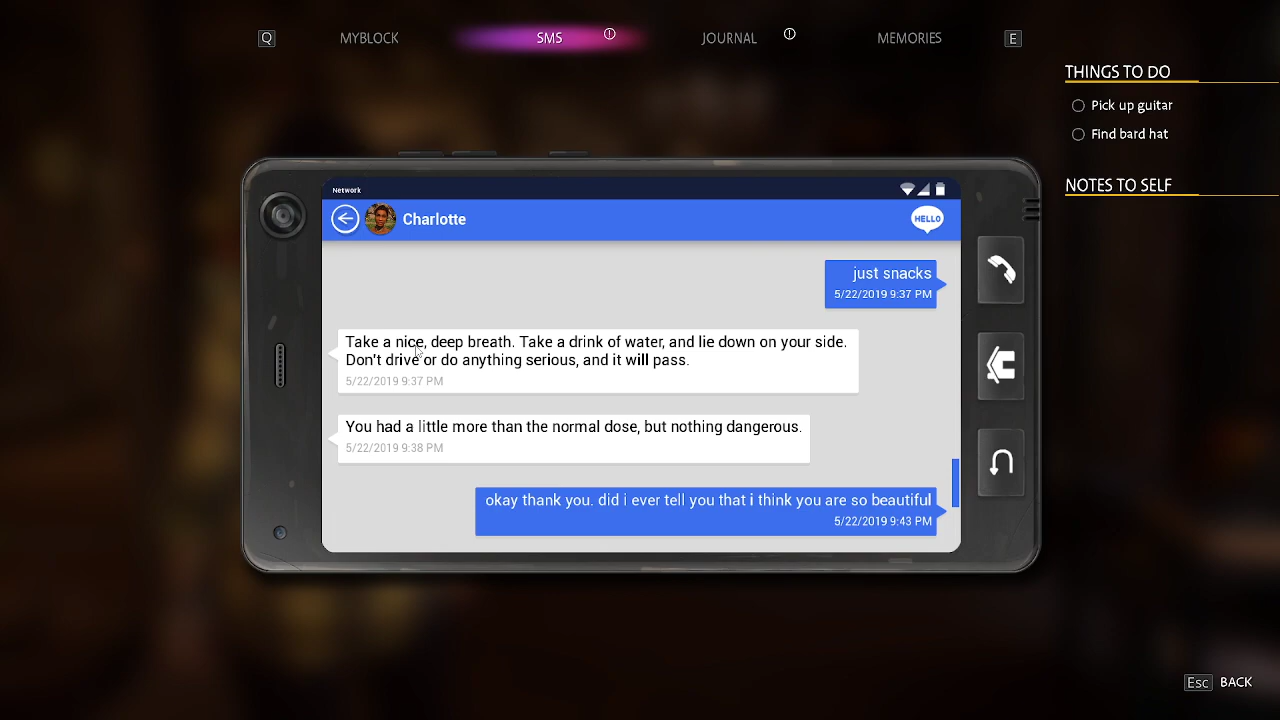 Q
MYBLOCK
SMS
JOURNAL
MEMORIES
E
THINGS TO DO
Pick up guitar
Find bard hat
NOTES TO SELF
Network
Charlotte
HELLO
just snacks
5/22/2019 9:37 PM
Take a nice, deep breath. Take a drink of water, and lie down on your side.
Don't drive or do anything serious, and it will pass.
5/22/2019 9:37 PM
You had a little more than the normal dose, but nothing dangerous.
5/22/2019 9:38 PM
okay thank you. did i ever tell you that i think you are so beautiful
5/22/2019 9:43 PM
Esc BACK